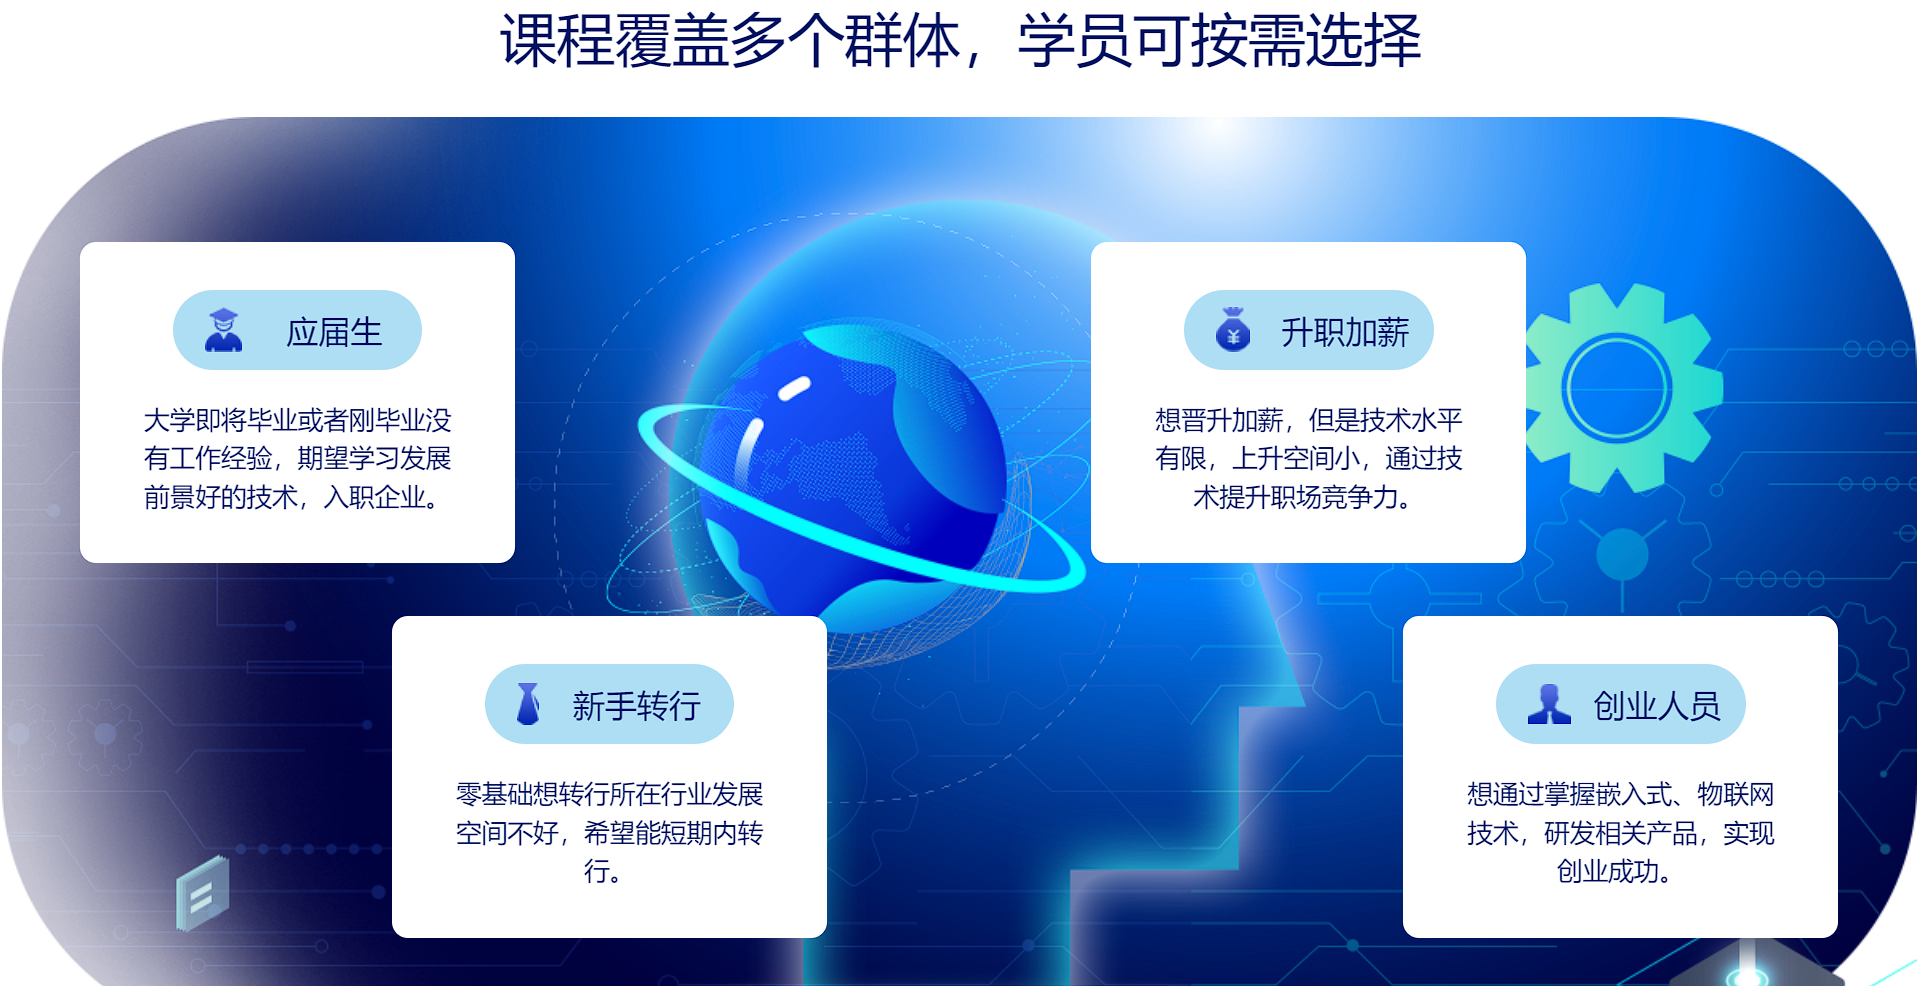 课程覆盖多个群体，学员可按需选择
应届生
大学即将毕业或者刚毕业没
有工作经验，期望学习发展
前景好的技术，入职企业。
升职加薪
想晋升加薪，但是技术水平
有限，上升空间小，通过技
术提升职场竞争力。
新手转行
零基础想转行所在行业发展
空间不好，希望能短期内转
行。
创业人员
想通过掌握嵌入式、物联网
技术，研发相关产品，实现
创业成功。